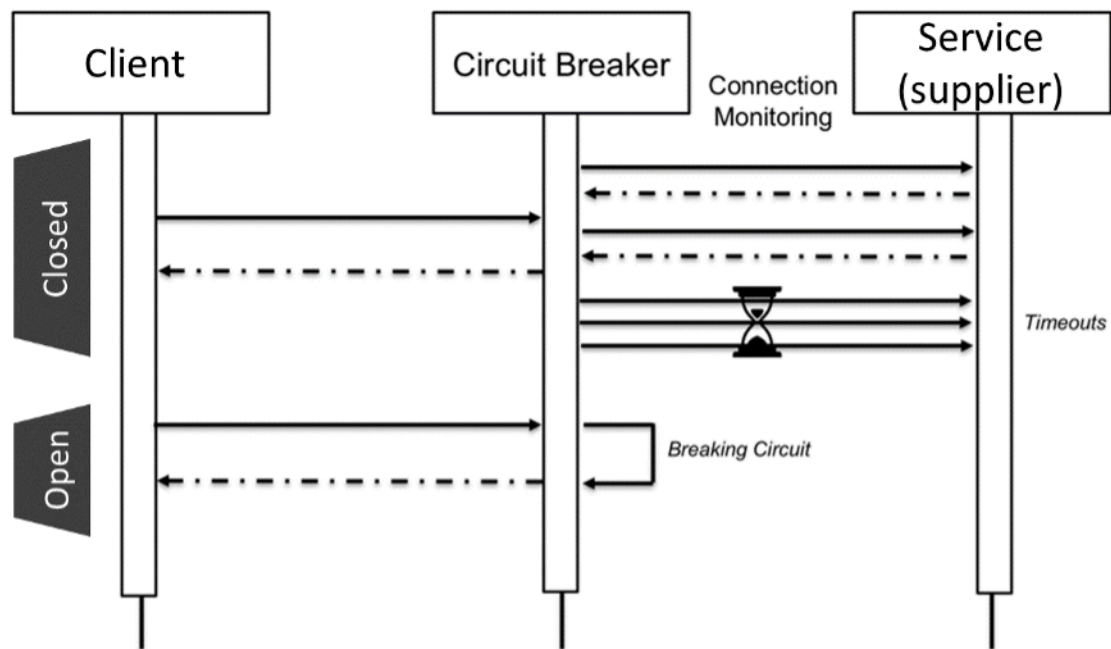 Client
Circuit Breaker
Service
(supplier)
Connection
Monitoring
Closed
Timeouts
Open
Breaking Circuit